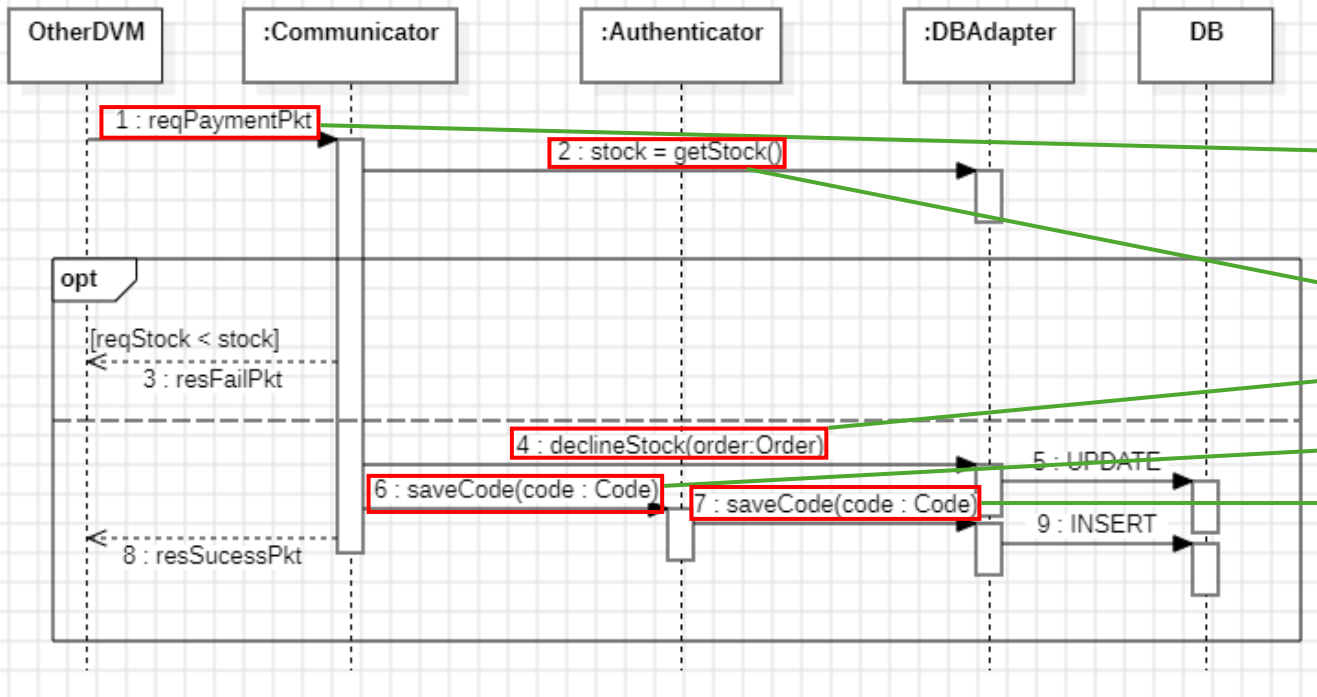 OtherDVM
:Communicator
:Authenticator
:DBAdapter
DB
1 : reqPaymentPkt
2 : stock = getStock()
opt
[reqStock < stock]
3 : resFailPkt
4 : declineStock(order:Order)
5 : UPDATE
6 : saveCode(code : Code)
7 : saveCode(code : Code)
9 : INSERT
8 : resSucessPkt